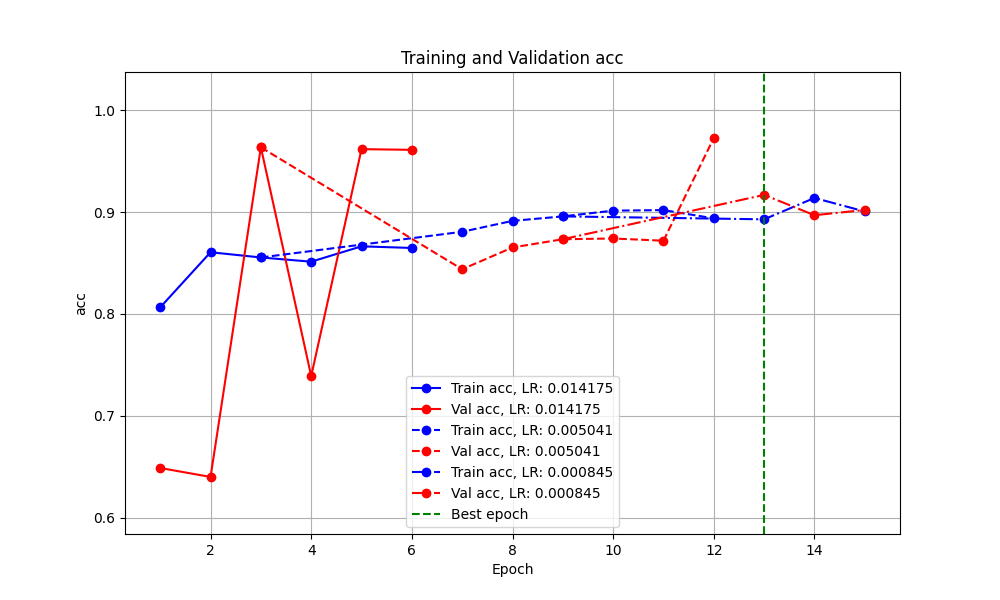 Training and Validation acc
1.0
0.9
0.8
0.7
0.6
acc
Train acc, LR: 0.014175
Val acc, LR: 0.014175
Train acc, LR: 0.005041
Val acc, LR: 0.005041
Train acc, LR: 0.000845
Val acc, LR: 0.000845
Best epoch
2 4 6 8 10 12 14
Epoch